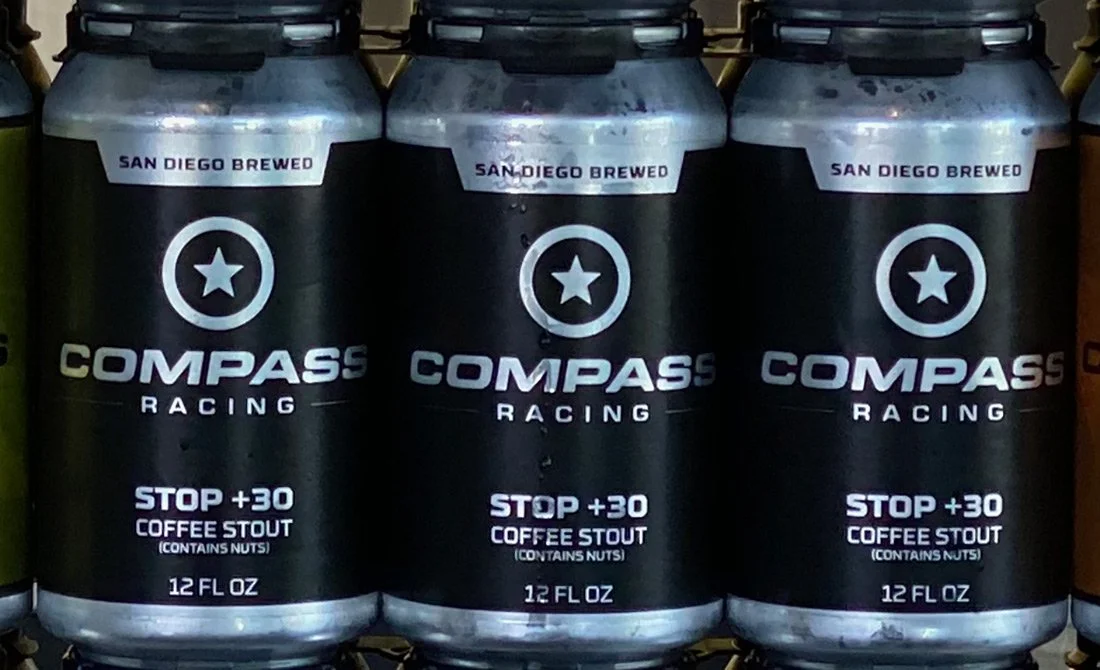 SAN DIEGO BREWED
COMPASS
RACING
STOP +30
COFFEE STOUT
(CONTAINS NUTS)
12 FL OZ
SAN DIEGO BREWED
COMPASS
RACING
STOP +30
COFFEE STOUT
(CONTAINS NUTS)
12 FL OZ
SAN DIEGO BREWED
COMPASS
RACING
STOP +30
COFFEE STOUT
(CONTAINS NUTS)
12 FL OZ